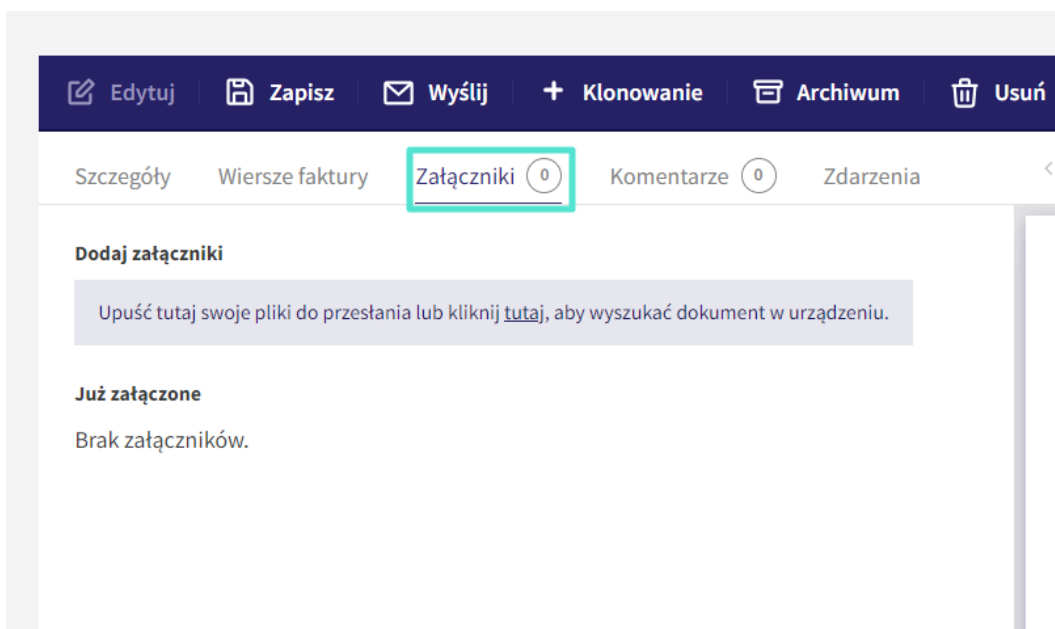 Edytuj Zapisz Wyślij + Klonowanie Archiwum Usuń
Szczegóły Wiersze faktury Załączniki 0 Komentarze 0 Zdarzenia
Dodaj załączniki
Upuść tutaj swoje pliki do przesłania lub kliknij tutaj, aby wyszukać dokument w urządzeniu.
Już załączone
Brak załączników.